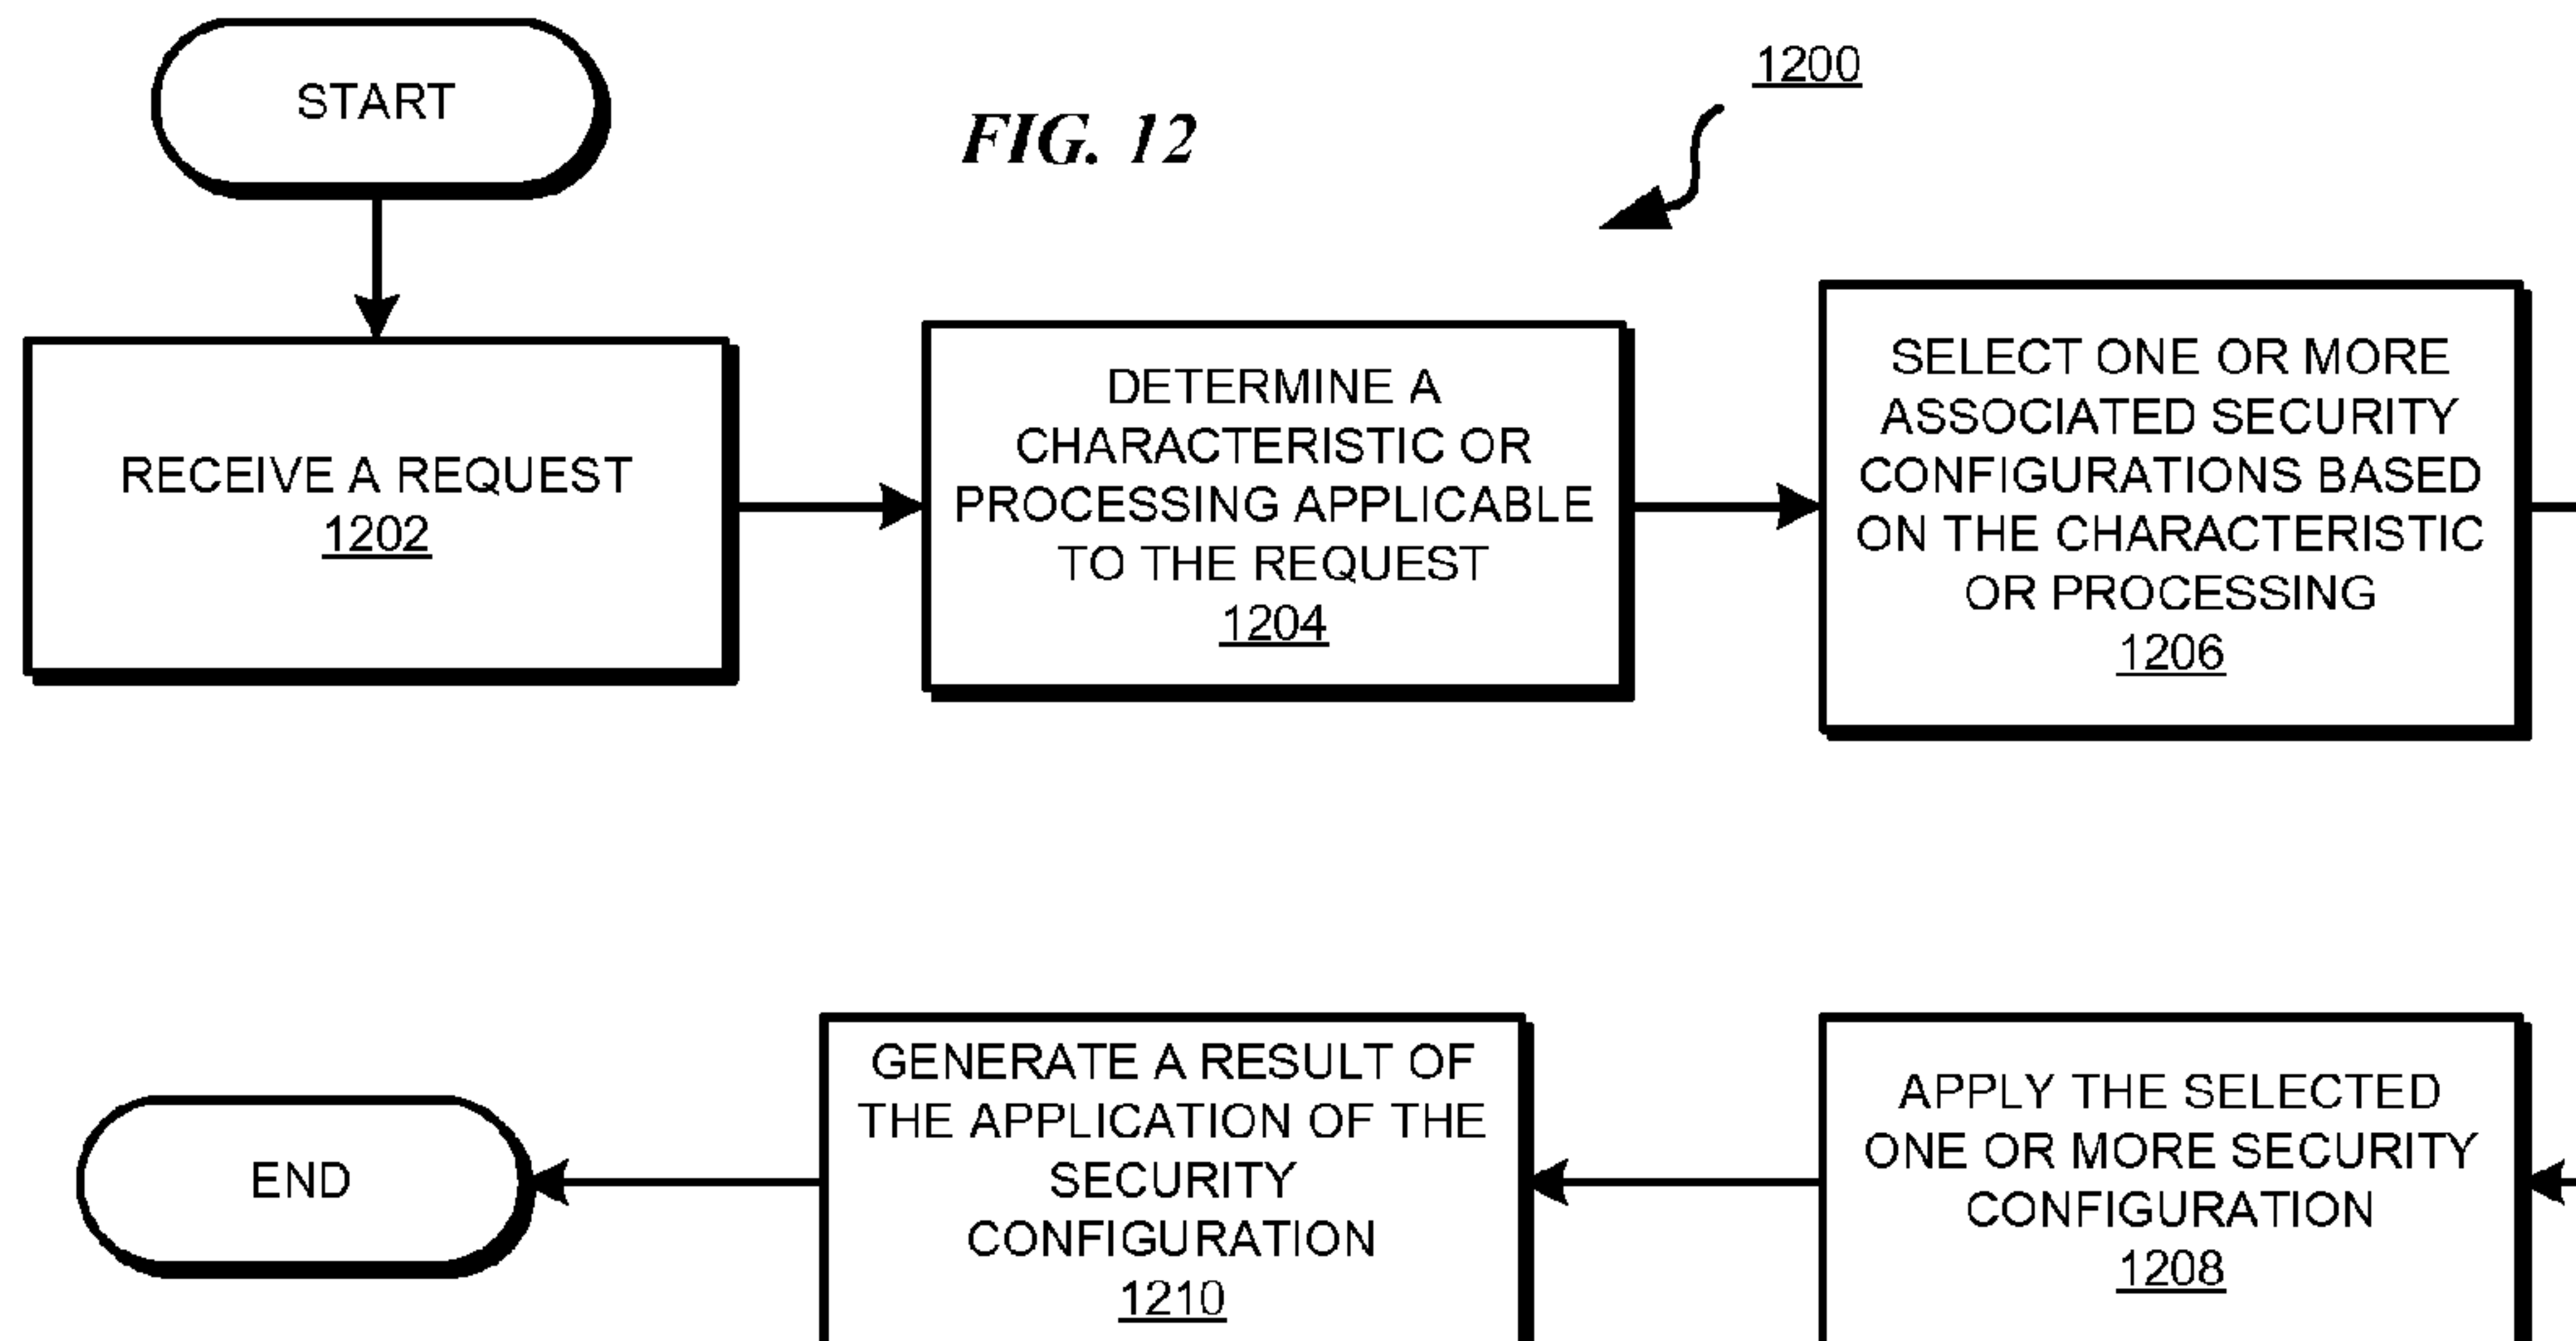 START
FIG. 12
1200
RECEIVE A REQUEST
1202
DETERMINE A
CHARACTERISTIC OR
PROCESSING APPLICABLE
TO THE REQUEST
1204
SELECT ONE OR MORE
ASSOCIATED SECURITY
CONFIGURATIONS BASED
ON THE CHARACTERISTIC
OR PROCESSING
1206
APPLY THE SELECTED
ONE OR MORE SECURITY
CONFIGURATION
1208
GENERATE A RESULT OF
THE APPLICATION OF THE
SECURITY
CONFIGURATION
1210
END